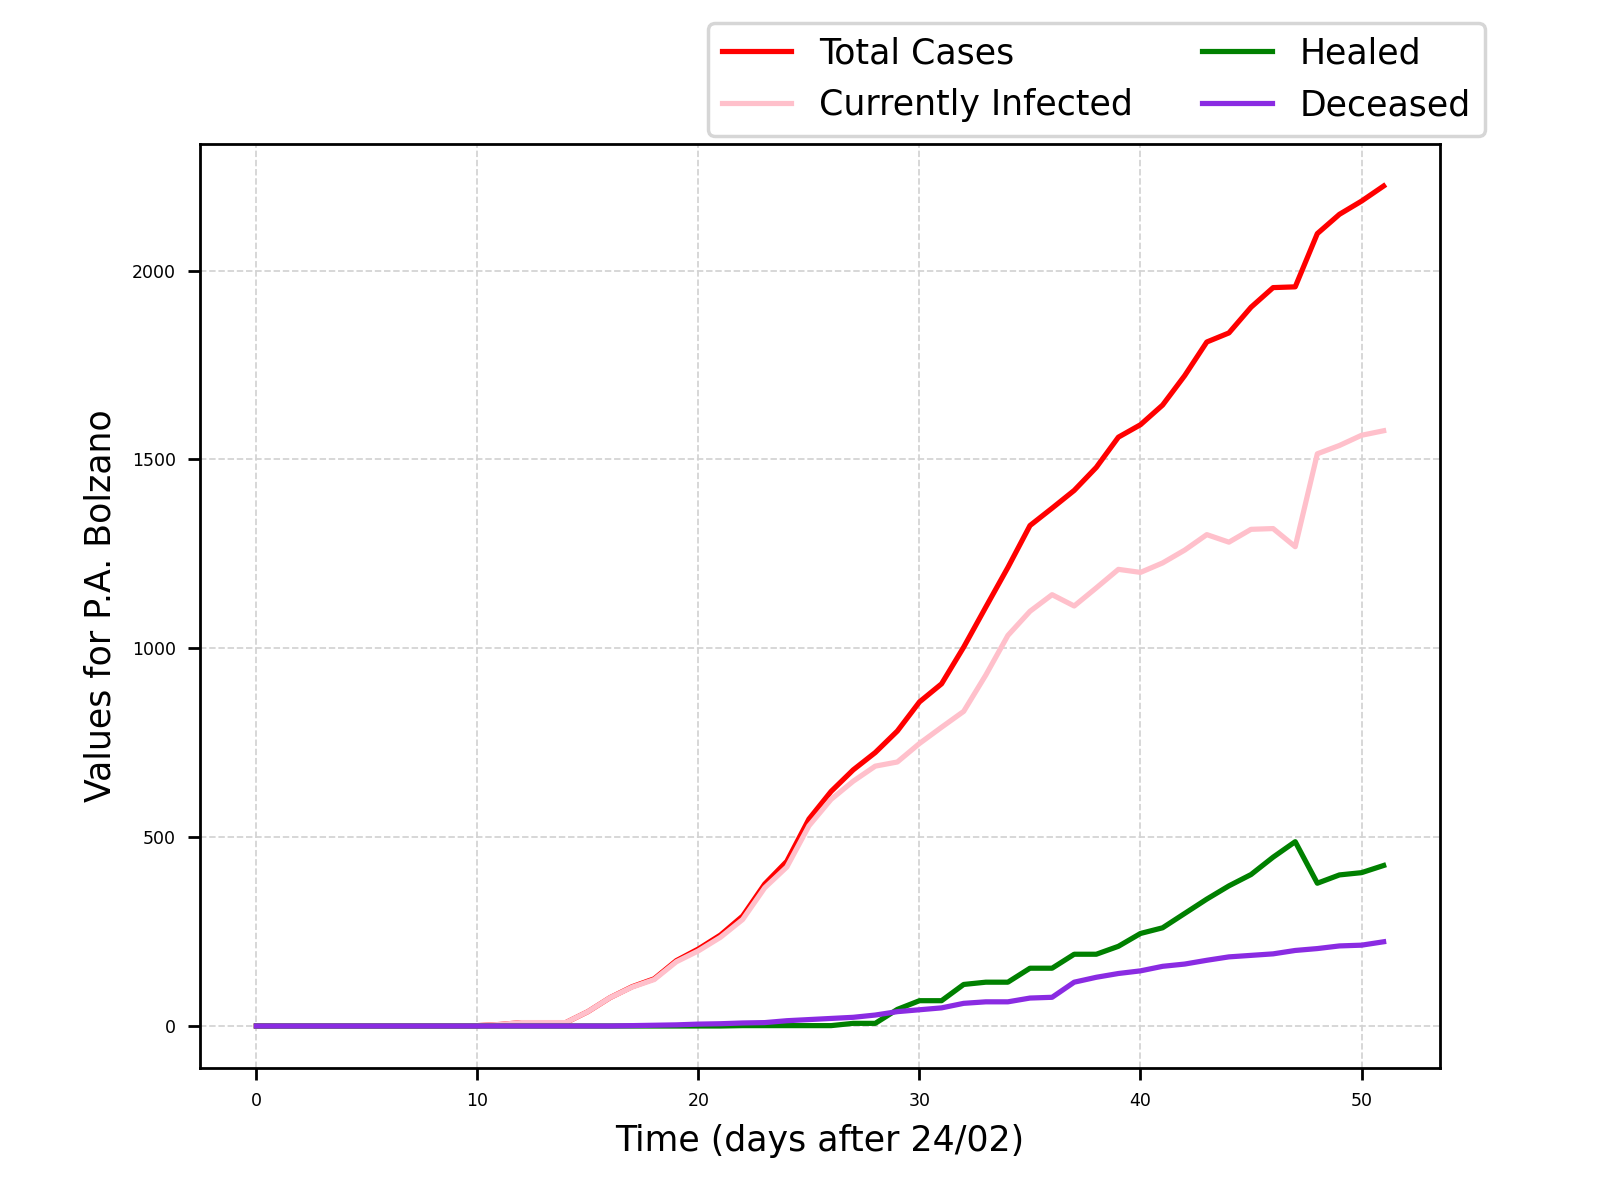 Total Cases
Currently Infected
Healed
Deceased
2000
1500
1000
500
0
Values for P.A. Bolzano
0 10 20 30 40 50
Time (days after 24/02)